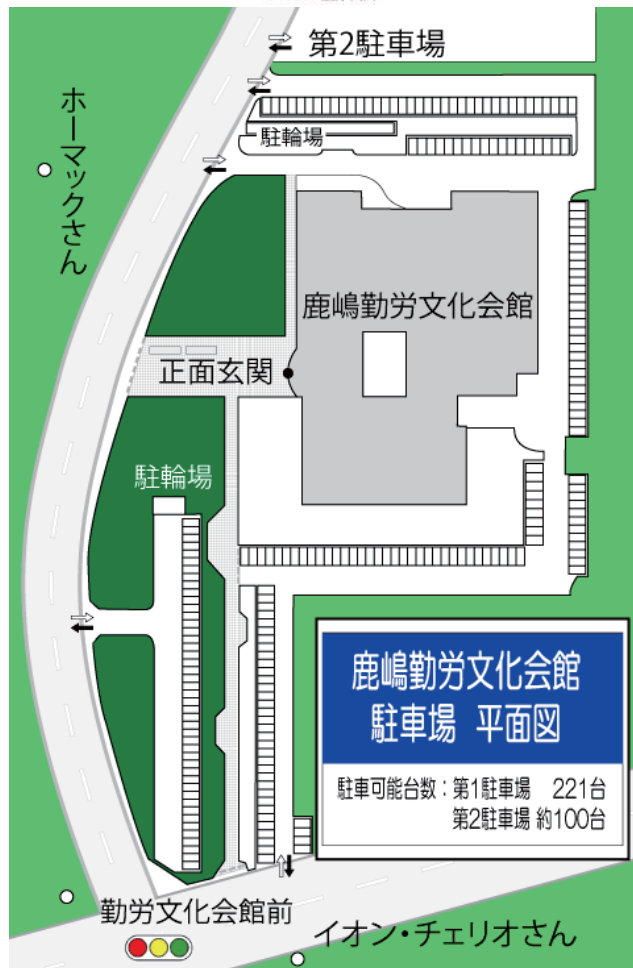 第2駐車場
ホーマックさん
駐輪場
鹿嶋勤労文化会館
正面玄関
駐輪場
鹿嶋勤労文化会館
駐車場 平面図
駐車可能台数：第1駐車場 221台
第2駐車場 約100台
勤労文化会館前
イオン・チェリオさん